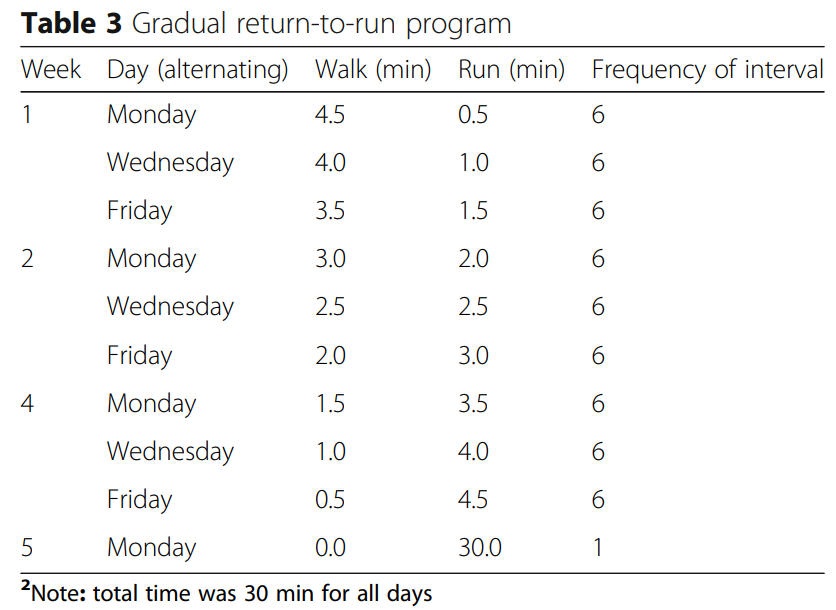 Table 3 Gradual return-to-run program
Week Day (alternating) Walk (min) Run (min) Frequency of interval
1 Monday 4.5 0.5 6
Wednesday 4.0 1.0 6
Friday 3.5 1.5 6
2 Monday 3.0 2.0 6
Wednesday 2.5 2.5 6
Friday 2.0 3.0 6
4 Monday 1.5 3.5 6
Wednesday 1.0 4.0 6
Friday 0.5 4.5 6
5 Monday 0.0 30.0 1
²Note: total time was 30 min for all days